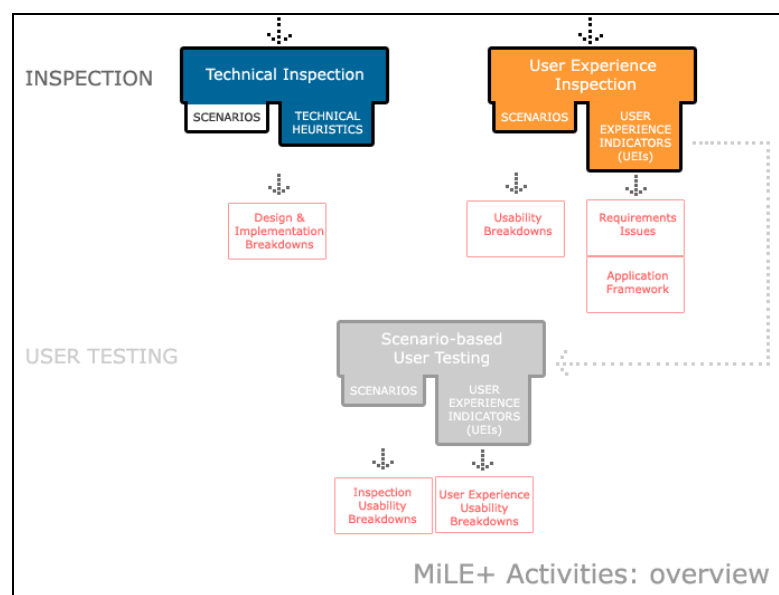 INSPECTION
Technical Inspection
SCENARIOS
TECHNICAL
HEURISTICS
User Experience
Inspection
SCENARIOS
USER
EXPERIENCE
INDICATORS
(UEIs)
Design &
Implementation
Breakdowns
Usability
Breakdowns
Requirements
Issues
Application
Framework
USER TESTING
Scenario-based
User Testing
SCENARIOS
USER
EXPERIENCE
INDICATORS
(UEIs)
Inspection
Usability
Breakdowns
User Experience
Usability
Breakdowns
MiLE+ Activities: overview